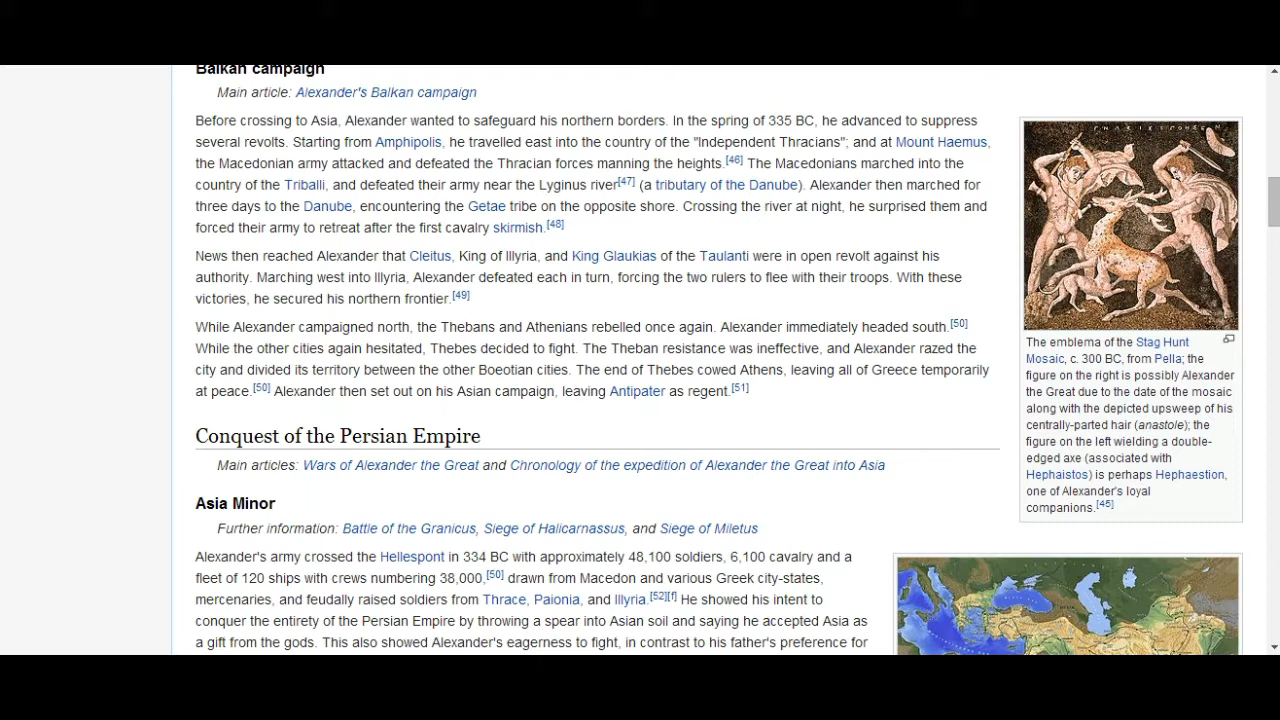 Balkan campaign
Main article: Alexander's Balkan campaign
Before crossing to Asia, Alexander wanted to safeguard his northern borders. In the spring of 335 BC, he advanced to suppress
several revolts. Starting from Amphipolis, he travelled east into the country of the "Independent Thracians"; and at Mount Haemus,
the Macedonian army attacked and defeated the Thracian forces manning the heights.[46] The Macedonians marched into the
country of the Triballi, and defeated their army near the Lyginus river[47] (a tributary of the Danube). Alexander then marched for
three days to the Danube, encountering the Getae tribe on the opposite shore. Crossing the river at night, he surprised them and
forced their army to retreat after the first cavalry skirmish.[48]
News then reached Alexander that Cleitus, King of Illyria, and King Glaukias of the Taulanti were in open revolt against his
authority. Marching west into Illyria, Alexander defeated each in turn, forcing the two rulers to flee with their troops. With these
victories, he secured his northern frontier.[49]
While Alexander campaigned north, the Thebans and Athenians rebelled once again. Alexander immediately headed south.[50]
While the other cities again hesitated, Thebes decided to fight. The Theban resistance was ineffective, and Alexander razed the
city and divided its territory between the other Boeotian cities. The end of Thebes cowed Athens, leaving all of Greece temporarily
at peace.[50] Alexander then set out on his Asian campaign, leaving Antipater as regent.[51]
The emblema of the Stag Hunt
Mosaic, c. 300 BC, from Pella; the
figure on the right is possibly Alexander
the Great due to the date of the mosaic
along with the depicted upsweep of his
centrally-parted hair (anastole); the
figure on the left wielding a double-
edged axe (associated with
Hephaistos) is perhaps Hephaestion,
one of Alexander's loyal
companions.[45]
Conquest of the Persian Empire
Main articles: Wars of Alexander the Great and Chronology of the expedition of Alexander the Great into Asia
Asia Minor
Further information: Battle of the Granicus, Siege of Halicarnassus, and Siege of Miletus
Alexander's army crossed the Hellespont in 334 BC with approximately 48,100 soldiers, 6,100 cavalry and a
fleet of 120 ships with crews numbering 38,000,[50] drawn from Macedon and various Greek city-states,
mercenaries, and feudally raised soldiers from Thrace, Paionia, and Illyria.[52][f] He showed his intent to
conquer the entirety of the Persian Empire by throwing a spear into Asian soil and saying he accepted Asia as
a gift from the gods. This also showed Alexander's eagerness to fight, in contrast to his father's preference for